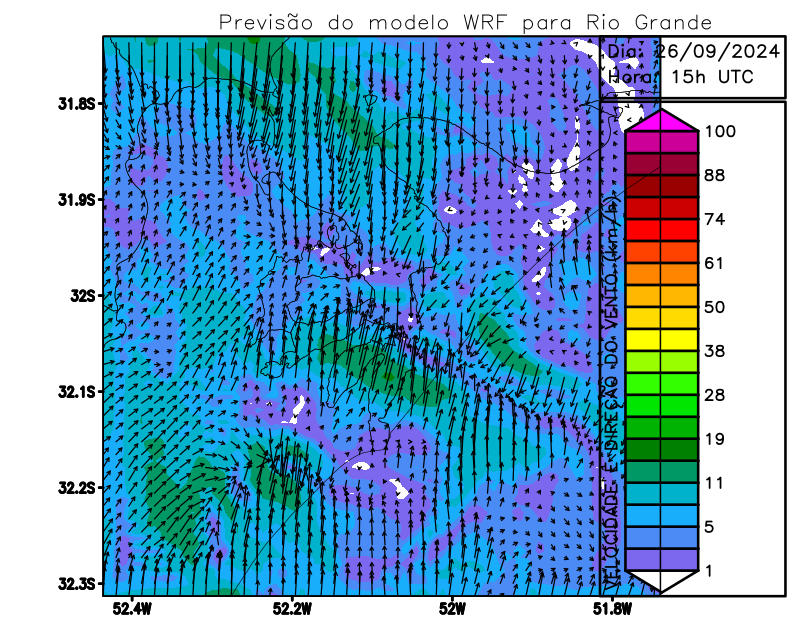 Previsão do modelo WRF para Rio Grande
Dia: 26/09/2024
Hora: 15h UTC
31.8S
31.9S
32S
32.1S
32.2S
32.3S
52.4W
52.2W
52W
51.8W
VELOCIDADE E DIREÇÃO DO VENTO (km/h)
100
88
74
61
50
38
28
19
11
5
1